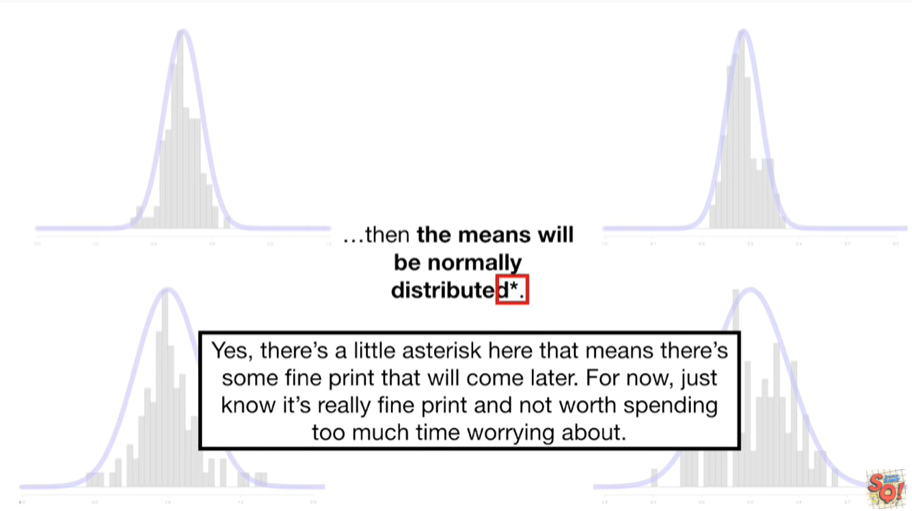 …then the means will
be normally
distributed*.
Yes, there's a little asterisk here that means there's
some fine print that will come later. For now, just
know it's really fine print and not worth spending
too much time worrying about.
SQ!